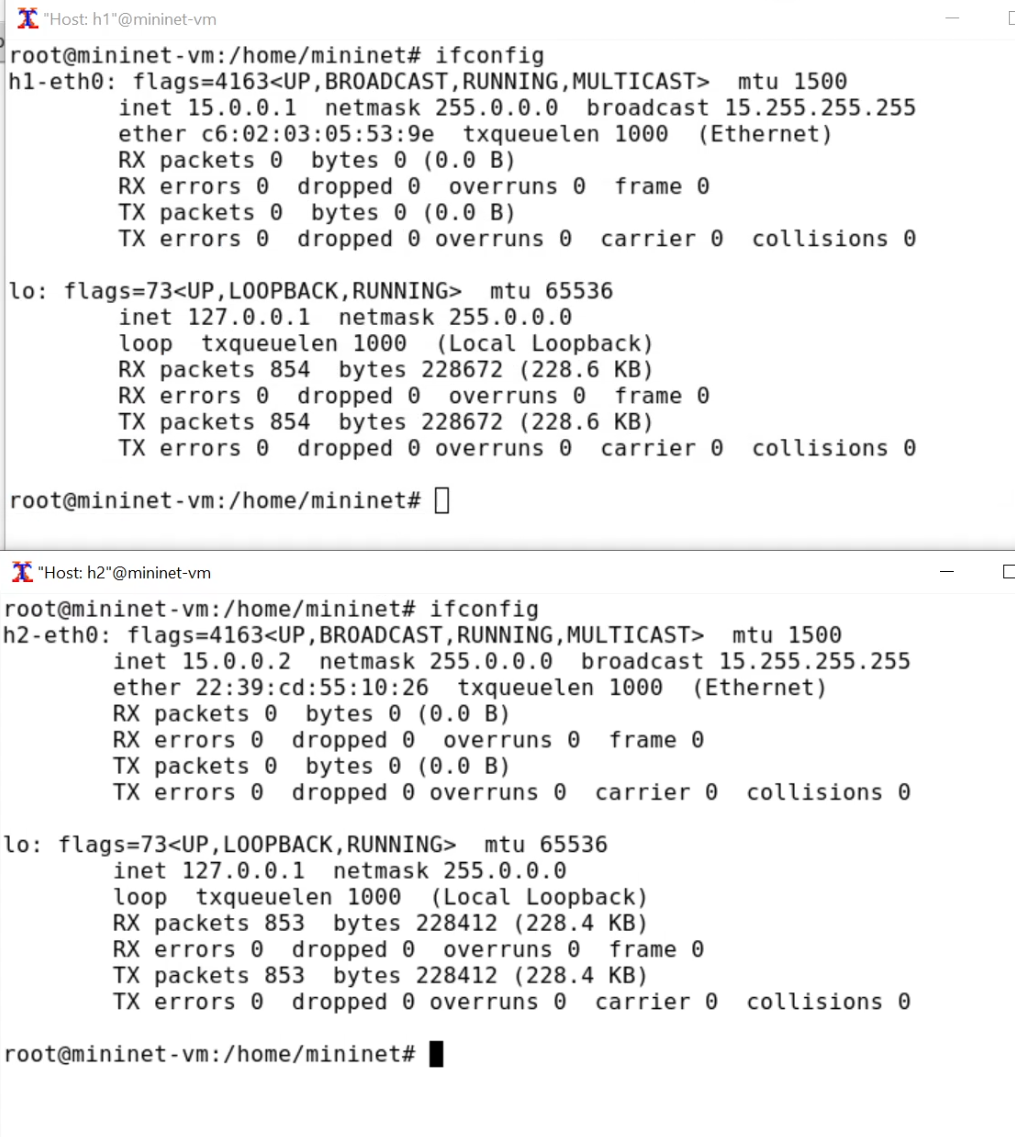 "Host: h1"@mininet-vm
root@mininet-vm:/home/mininet# ifconfig
h1-eth0: flags=4163<UP,BROADCAST,RUNNING,MULTICAST>  mtu 1500
        inet 15.0.0.1  netmask 255.0.0.0  broadcast 15.255.255.255
        ether c6:02:03:05:53:9e  txqueuelen 1000  (Ethernet)
        RX packets 0  bytes 0 (0.0 B)
        RX errors 0  dropped 0  overruns 0  frame 0
        TX packets 0  bytes 0 (0.0 B)
        TX errors 0  dropped 0 overruns 0  carrier 0  collisions 0

lo: flags=73<UP,LOOPBACK,RUNNING>  mtu 65536
        inet 127.0.0.1  netmask 255.0.0.0
        loop  txqueuelen 1000  (Local Loopback)
        RX packets 854  bytes 228672 (228.6 KB)
        RX errors 0  dropped 0  overruns 0  frame 0
        TX packets 854  bytes 228672 (228.6 KB)
        TX errors 0  dropped 0 overruns 0  carrier 0  collisions 0

root@mininet-vm:/home/mininet#
"Host: h2"@mininet-vm
root@mininet-vm:/home/mininet# ifconfig
h2-eth0: flags=4163<UP,BROADCAST,RUNNING,MULTICAST>  mtu 1500
        inet 15.0.0.2  netmask 255.0.0.0  broadcast 15.255.255.255
        ether 22:39:cd:55:10:26  txqueuelen 1000  (Ethernet)
        RX packets 0  bytes 0 (0.0 B)
        RX errors 0  dropped 0  overruns 0  frame 0
        TX packets 0  bytes 0 (0.0 B)
        TX errors 0  dropped 0 overruns 0  carrier 0  collisions 0

lo: flags=73<UP,LOOPBACK,RUNNING>  mtu 65536
        inet 127.0.0.1  netmask 255.0.0.0
        loop  txqueuelen 1000  (Local Loopback)
        RX packets 853  bytes 228412 (228.4 KB)
        RX errors 0  dropped 0  overruns 0  frame 0
        TX packets 853  bytes 228412 (228.4 KB)
        TX errors 0  dropped 0 overruns 0  carrier 0  collisions 0

root@mininet-vm:/home/mininet#